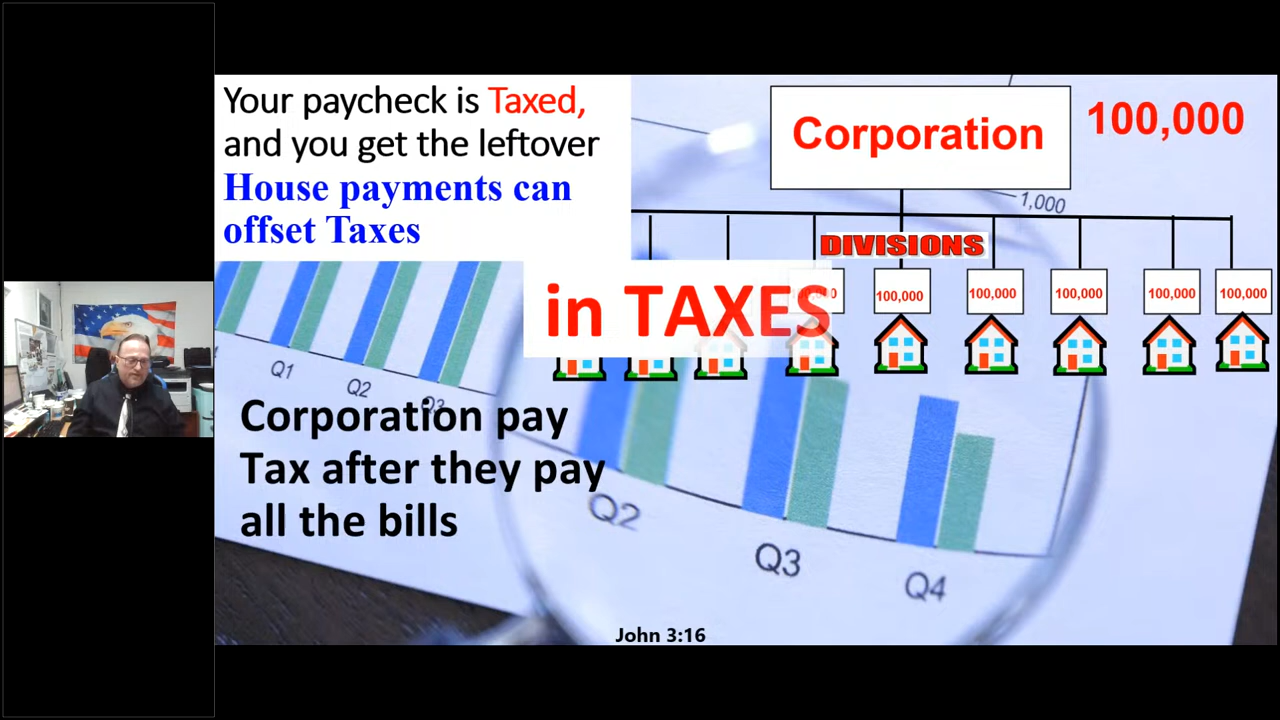 Your paycheck is Taxed,
and you get the leftover
House payments can
offset Taxes
Corporation
100,000
1,000
DIVISIONS
in TAXES
100,000
100,000
100,000
100,000
100,000
Q1
Q2
Q3
Corporation pay
Tax after they pay
all the bills
Q2
Q3
Q4
John 3:16